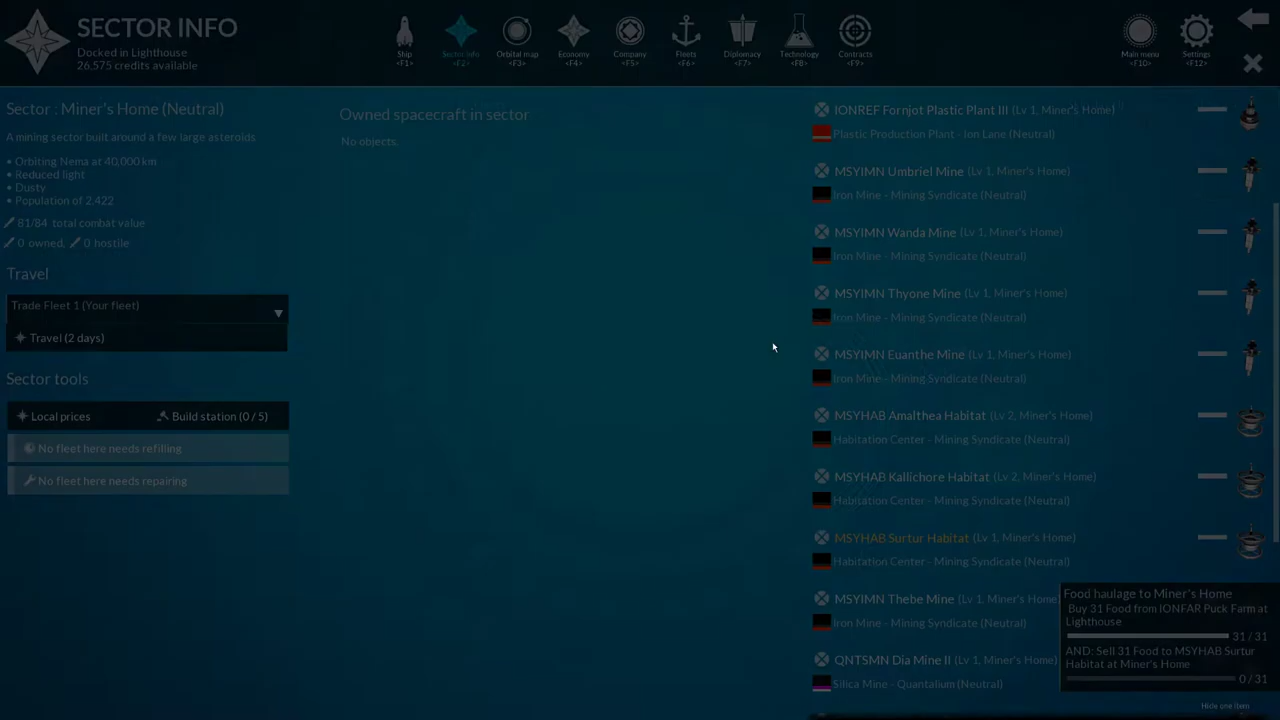 SECTOR INFO
Docked in Lighthouse
26,575 credits available
Ship
<F1>
Sector info
<F2>
Orbital map
<F3>
Economy
<F4>
Company
<F5>
Fleets
<F6>
Diplomacy
<F7>
Technology
<F8>
Contracts
<F9>
Main menu
<F10>
Settings
<F12>
Sector : Miner's Home (Neutral)
A mining sector built around a few large asteroids.
• Orbiting Nema at 40,000 km
• Reduced light
• Dusty
• Population of 2,422
81/84 total combat value
0 owned, 0 hostile
Travel
Trade Fleet 1 (Your fleet)
Travel (2 days)
Sector tools
Local prices
Build station (0 / 5)
No fleet here needs refilling
No fleet here needs repairing
Owned spacecraft in sector
No objects.
IONREF Fornjot Plastic Plant III (Lv 1, Miner's Home)
Plastic Production Plant - Ion Lane (Neutral)
MSYIMN Umbriel Mine (Lv 1, Miner's Home)
Iron Mine - Mining Syndicate (Neutral)
MSYIMN Wanda Mine (Lv 1, Miner's Home)
Iron Mine - Mining Syndicate (Neutral)
MSYIMN Thyone Mine (Lv 1, Miner's Home)
Iron Mine - Mining Syndicate (Neutral)
MSYIMN Euanthe Mine (Lv 1, Miner's Home)
Iron Mine - Mining Syndicate (Neutral)
MSYHAB Amalthea Habitat (Lv 2, Miner's Home)
Habitation Center - Mining Syndicate (Neutral)
MSYHAB Kallichore Habitat (Lv 2, Miner's Home)
Habitation Center - Mining Syndicate (Neutral)
MSYHAB Surtur Habitat (Lv 1, Miner's Home)
Habitation Center - Mining Syndicate (Neutral)
MSYIMN Thebe Mine (Lv 1, Miner's Home)
Iron Mine - Mining Syndicate (Neutral)
QNTSMN Dia Mine II (Lv 1, Miner's Home)
Silica Mine - Quantalium (Neutral)
Food haulage to Miner's Home
Buy 31 Food from IONFAR Puck Farm at
Lighthouse
31 / 31
AND: Sell 31 Food to MSYHAB Surtur
Habitat at Miner's Home
0 / 31
Hide one item